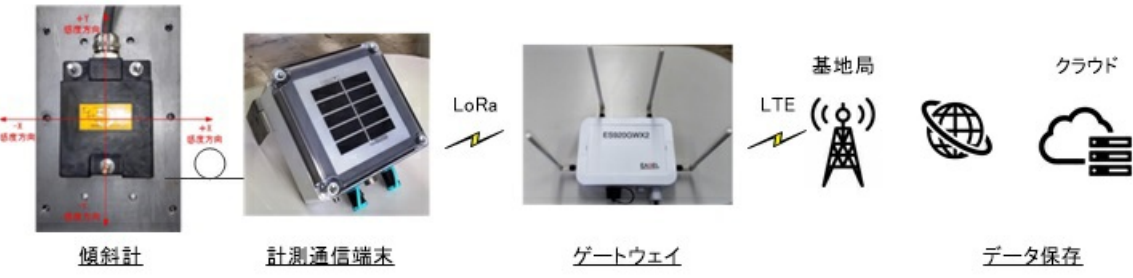 +Y
感度方向
-X
感度方向
+X
感度方向
感度方向
LoRa
ES920GWX2
EASEL
LTE
基地局
クラウド
傾斜計
計測通信端末
ゲートウェイ
データ保存